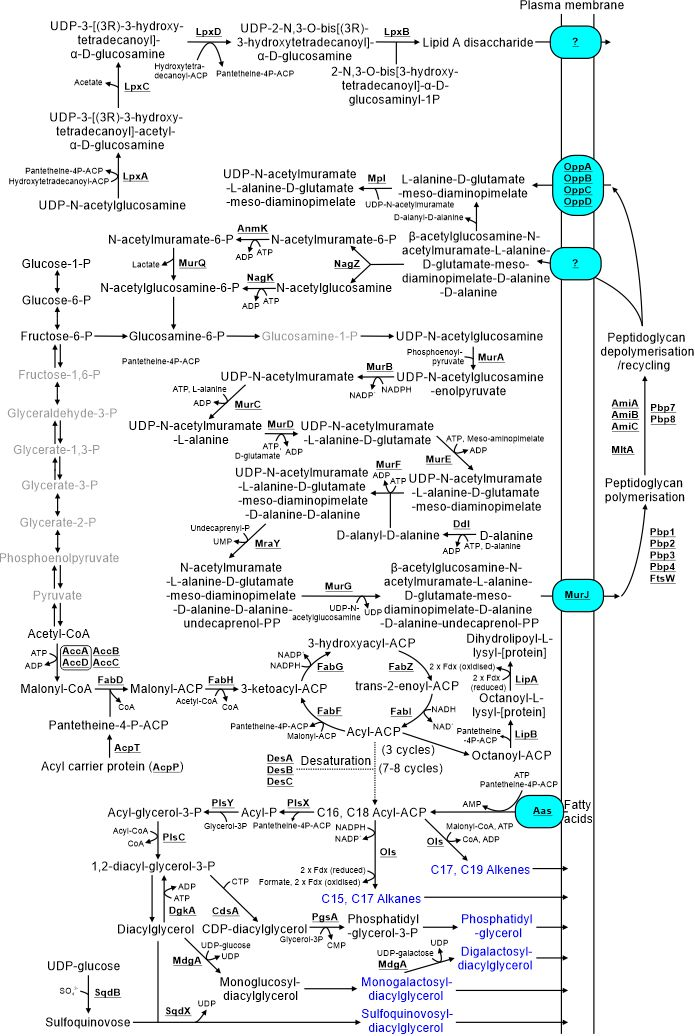 Plasma membrane
UDP-3-[(3R)-3-hydroxy-
tetradecanoyl]-
α-D-glucosamine
LpxD
Hydroxytetra-
decanoyl-ACP
Pantetheine-4P-ACP
UDP-2-N,3-O-bis[(3R)-
3-hydroxytetradecanoyl]-
α-D-glucosamine
LpxB
2-N,3-O-bis[3-hydroxy-
tetradecanoyl]-α-D-
glucosaminyl-1P
Lipid A disaccharide
?
Acetate
LpxC
UDP-3-[(3R)-3-hydroxy-
tetradecanoyl]-acetyl-
α-D-glucosamine
Pantetheine-4P-ACP
Hydroxytetradecanoyl-ACP
LpxA
UDP-N-acetylglucosamine
UDP-N-acetylmuramate
-L-alanine-D-glutamate
-meso-diaminopimelate
Mpl
UDP-N-acetylmuramate
L-alanine-D-glutamate
-meso-diaminopimelate
D-alanyl-D-alanine
OppA
OppB
OppC
OppD
N-acetylmuramate-6-P
AnmK
ADP
ATP
N-acetylmuramate-6-P
Lactate
MurQ
NagZ
β-acetylglucosamine-N-
acetylmuramate-L-alanine-
D-glutamate-meso-
diaminopimelate-D-alanine
-D-alanine
?
N-acetylglucosamine-6-P
NagK
ADP
ATP
N-acetylglucosamine
Glucose-1-P
Glucose-6-P
Fructose-6-P
Glucosamine-6-P
Glucosamine-1-P
UDP-N-acetylglucosamine
Pantetheine-4P-ACP
Phosphoenol-
pyruvate
MurA
Peptidoglycan
depolymerisation
/recycling
Fructose-1,6-P
UDP-N-acetylmuramate
MurB
NADP⁺
NADPH
UDP-N-acetylglucosamine
-enolpyruvate
ATP, L-alanine
ADP
MurC
AmiA
AmiB
AmiC
MltA
Pbp7
Pbp8
Glyceraldehyde-3-P
UDP-N-acetylmuramate
-L-alanine
MurD
ATP
ADP
D-glutamate
UDP-N-acetylmuramate
-L-alanine-D-glutamate
ATP, Meso-aminopimelate
ADP
MurE
Glycerate-1,3-P
Glycerate-3-P
UDP-N-acetylmuramate
-L-alanine-D-glutamate
-meso-diaminopimelate
-D-alanine-D-alanine
MurF
ADP
ATP
UDP-N-acetylmuramate
-L-alanine-D-glutamate
-meso-diaminopimelate
Peptidoglycan
polymerisation
Glycerate-2-P
Undecaprenyl-P
UMP
MraY
D-alanyl-D-alanine
Ddl
ADP
ATP, D-alanine
D-alanine
Pbp1
Pbp2
Pbp3
Pbp4
FtsW
Phosphoenolpyruvate
N-acetylmuramate
-L-alanine-D-glutamate
-meso-diaminopimelate
-D-alanine-D-alanine-
undecaprenol-PP
MurG
UDP-N-
acetylglucosamine
UDP
β-acetylglucosamine-N-
acetylmuramate-L-alanine-
D-glutamate-meso-
diaminopimelate-D-alanine
-D-alanine-undecaprenol-PP
MurJ
Pyruvate
Acetyl-CoA
ATP
ADP
AccA AccB
AccD AccC
Malonyl-CoA
FabD
CoA
Malonyl-ACP
FabH
Acetyl-CoA
CoA
3-ketoacyl-ACP
NADP⁺
NADPH
FabG
3-hydroxyacyl-ACP
FabZ
trans-2-enoyl-ACP
FabI
NADH
NAD⁺
FabF
Pantetheine-4P-ACP
Malonyl-ACP
Acyl-ACP
(3 cycles)
(7-8 cycles)
Octanoyl-ACP
Dihydrolipoyl-L-
lysyl-[protein]
2 x Fdx (oxidised)
2 x Fdx
(reduced)
LipA
Octanoyl-L-
lysyl-[protein]
Pantetheine
-4P-ACP
LipB
Pantetheine-4-P-ACP
AcpT
Acyl carrier protein (AcpP)
DesA
DesB
DesC
Desaturation
ATP
Pantetheine-4P-ACP
AMP
Aas
Fatty
acids
Acyl-glycerol-3-P
PlsY
Glycerol-3P
Acyl-P
PlsX
Pantetheine-4P-ACP
C16, C18 Acyl-ACP
Acyl-CoA
CoA
PlsC
NADPH
NADP⁺
Ols
Malonyl-CoA, ATP
CoA, ADP
Ols
1,2-diacyl-glycerol-3-P
2 x Fdx (reduced)
Formate, 2 x Fdx (oxidised)
C17, C19 Alkenes
C15, C17 Alkanes
ADP
ATP
DgkA
CTP
CdsA
Diacylglycerol
CDP-diacylglycerol
PgsA
Glycerol-3P
CMP
Phosphatidyl
-glycerol-3-P
Phosphatidyl
-glycerol
UDP-glucose
UDP
MdgA
UDP-galactose
UDP
MdgA
Digalactosyl-
diacylglycerol
UDP-glucose
SO₃²⁻
SqdB
Monoglucosyl-
diacylglycerol
Monogalactosyl-
diacylglycerol
Sulfoquinovose
SqdX
UDP
Sulfoquinovosyl-
diacylglycerol